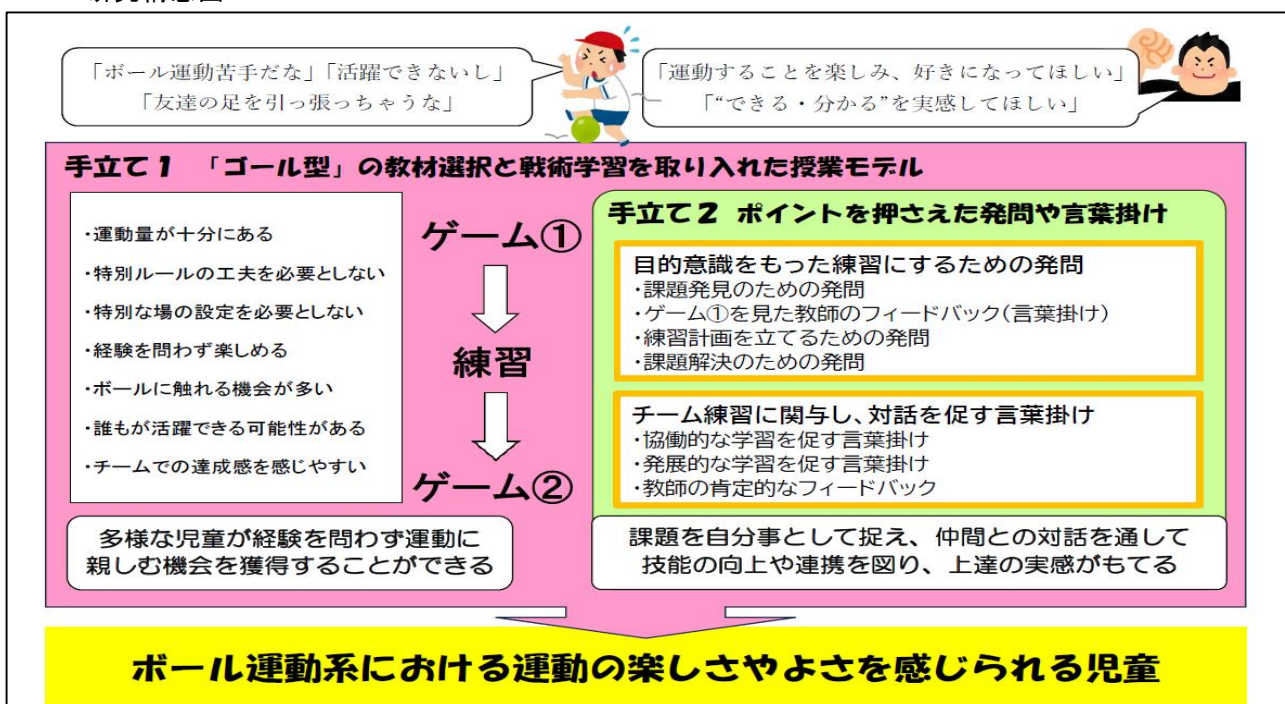 「ボール運動苦手だな」「活躍できないし」
「友達の足を引っ張っちゃうな」
「運動することを楽しみ、好きになってほしい」
「“できる・分かる”を実感してほしい」
手立て1 「ゴール型」の教材選択と戦術学習を取り入れた授業モデル
・運動量が十分にある
・特別ルールの工夫を必要としない
・特別な場の設定を必要としない
・経験を問わず楽しめる
・ボールに触れる機会が多い
・誰もが活躍できる可能性がある
・チームでの達成感を感じやすい
ゲーム①
練習
ゲーム②
手立て2 ポイントを押さえた発問や言葉掛け
目的意識をもった練習にするための発問
・課題発見のための発問
・ゲーム①を見た教師のフィードバック(言葉掛け)
・練習計画を立てるための発問
・課題解決のための発問
チーム練習に関与し、対話を促す言葉掛け
・協働的な学習を促す言葉掛け
・発展的な学習を促す言葉掛け
・教師の肯定的なフィードバック
多様な児童が経験を問わず運動に
親しむ機会を獲得することができる
課題を自分事として捉え、仲間との対話を通して
技能の向上や連携を図り、上達の実感がもてる
ボール運動系における運動の楽しさやよさを感じられる児童